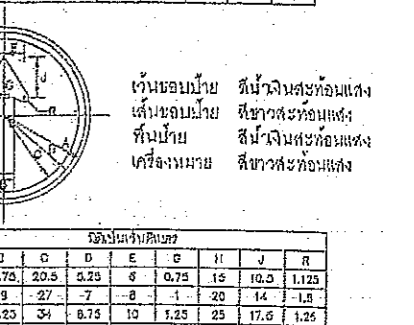 E
G
J
R
เว้นขอบป้าย สีน้ำเงินสะท้อนแสง
เส้นขอบป้าย สีขาวสะท้อนแสง
พื้นป้าย สีน้ำเงินสะท้อนแสง
เครื่องหมาย สีขาวสะท้อนแสง
มิติเป็นเซ็นติเมตร
C D E G H J R
.75 20.5 5.25 6 0.75 15 10.5 1.125
9 27 7 8 1 20 14 1.5
.25 34 8.75 10 1.25 25 17.5 1.25